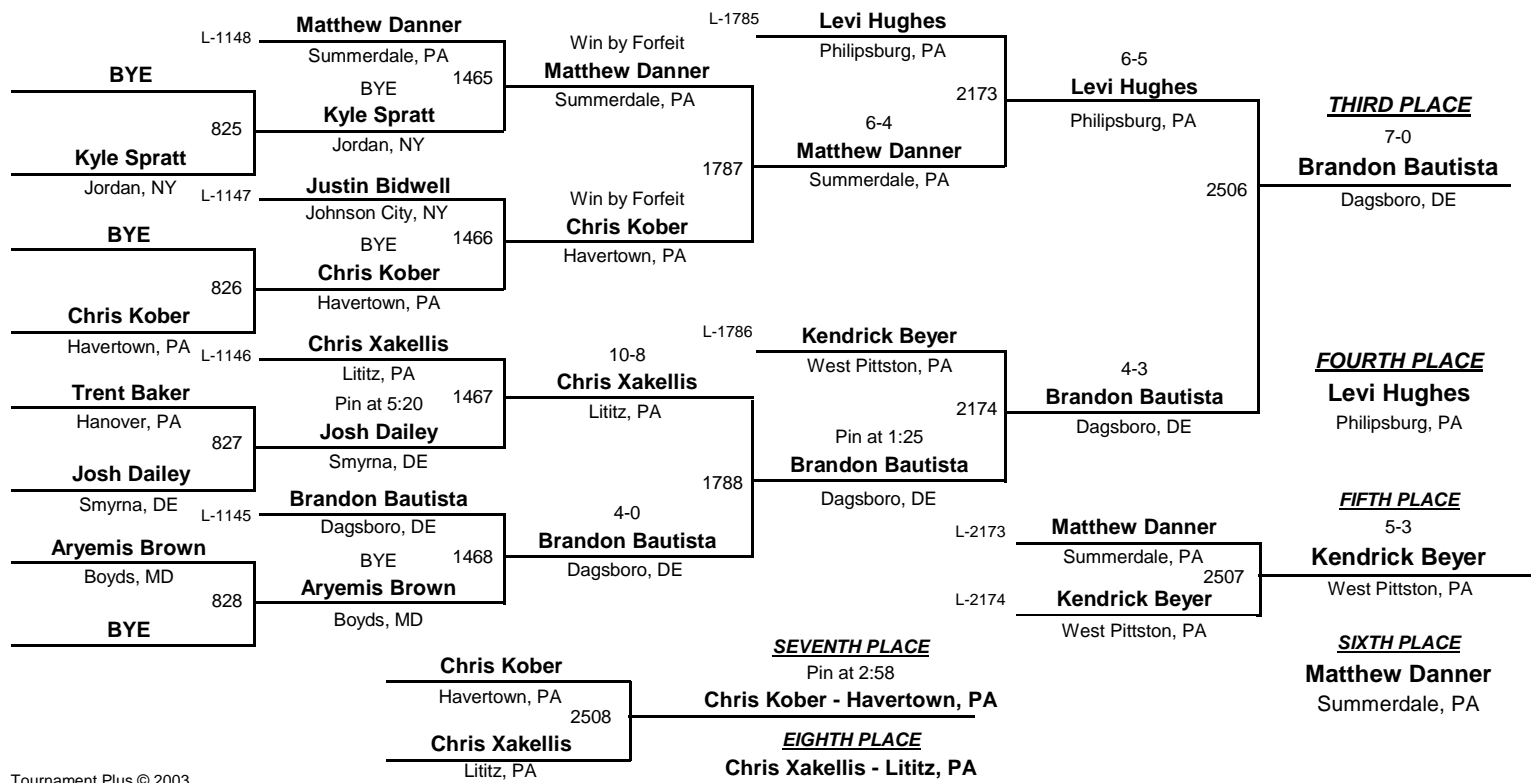 L-1148
Matthew Danner
Summerdale, PA
BYE
1465
BYE
825
Kyle Spratt
Jordan, NY
Kyle Spratt
Jordan, NY
L-1147
Justin Bidwell
Johnson City, NY
BYE
1466
BYE
826
Chris Kober
Havertown, PA
Chris Kober
Havertown, PA
L-1146
Chris Xakellis
Lititz, PA
Pin at 5:20
1467
Trent Baker
Hanover, PA
827
Josh Dailey
Smyrna, DE
Josh Dailey
Smyrna, DE
L-1145
Brandon Bautista
Dagsboro, DE
BYE
1468
Aryemis Brown
Boyds, MD
828
BYE
Aryemis Brown
Boyds, MD
Win by Forfeit
Matthew Danner
Summerdale, PA
1787
Win by Forfeit
Chris Kober
Havertown, PA
10-8
Chris Xakellis
Lititz, PA
1788
4-0
Brandon Bautista
Dagsboro, DE
L-1785
Levi Hughes
Philipsburg, PA
2173
6-4
Matthew Danner
Summerdale, PA
L-1786
Kendrick Beyer
West Pittston, PA
2174
Pin at 1:25
Brandon Bautista
Dagsboro, DE
6-5
Levi Hughes
Philipsburg, PA
2506
4-3
Brandon Bautista
Dagsboro, DE
THIRD PLACE
7-0
Brandon Bautista
Dagsboro, DE
FOURTH PLACE
Levi Hughes
Philipsburg, PA
L-2173
Matthew Danner
Summerdale, PA
2507
L-2174
Kendrick Beyer
West Pittston, PA
FIFTH PLACE
5-3
Kendrick Beyer
West Pittston, PA
SIXTH PLACE
Matthew Danner
Summerdale, PA
Chris Kober
Havertown, PA
2508
Chris Xakellis
Lititz, PA
SEVENTH PLACE
Pin at 2:58
Chris Kober - Havertown, PA
EIGHTH PLACE
Chris Xakellis - Lititz, PA
Tournament Plus © 2003